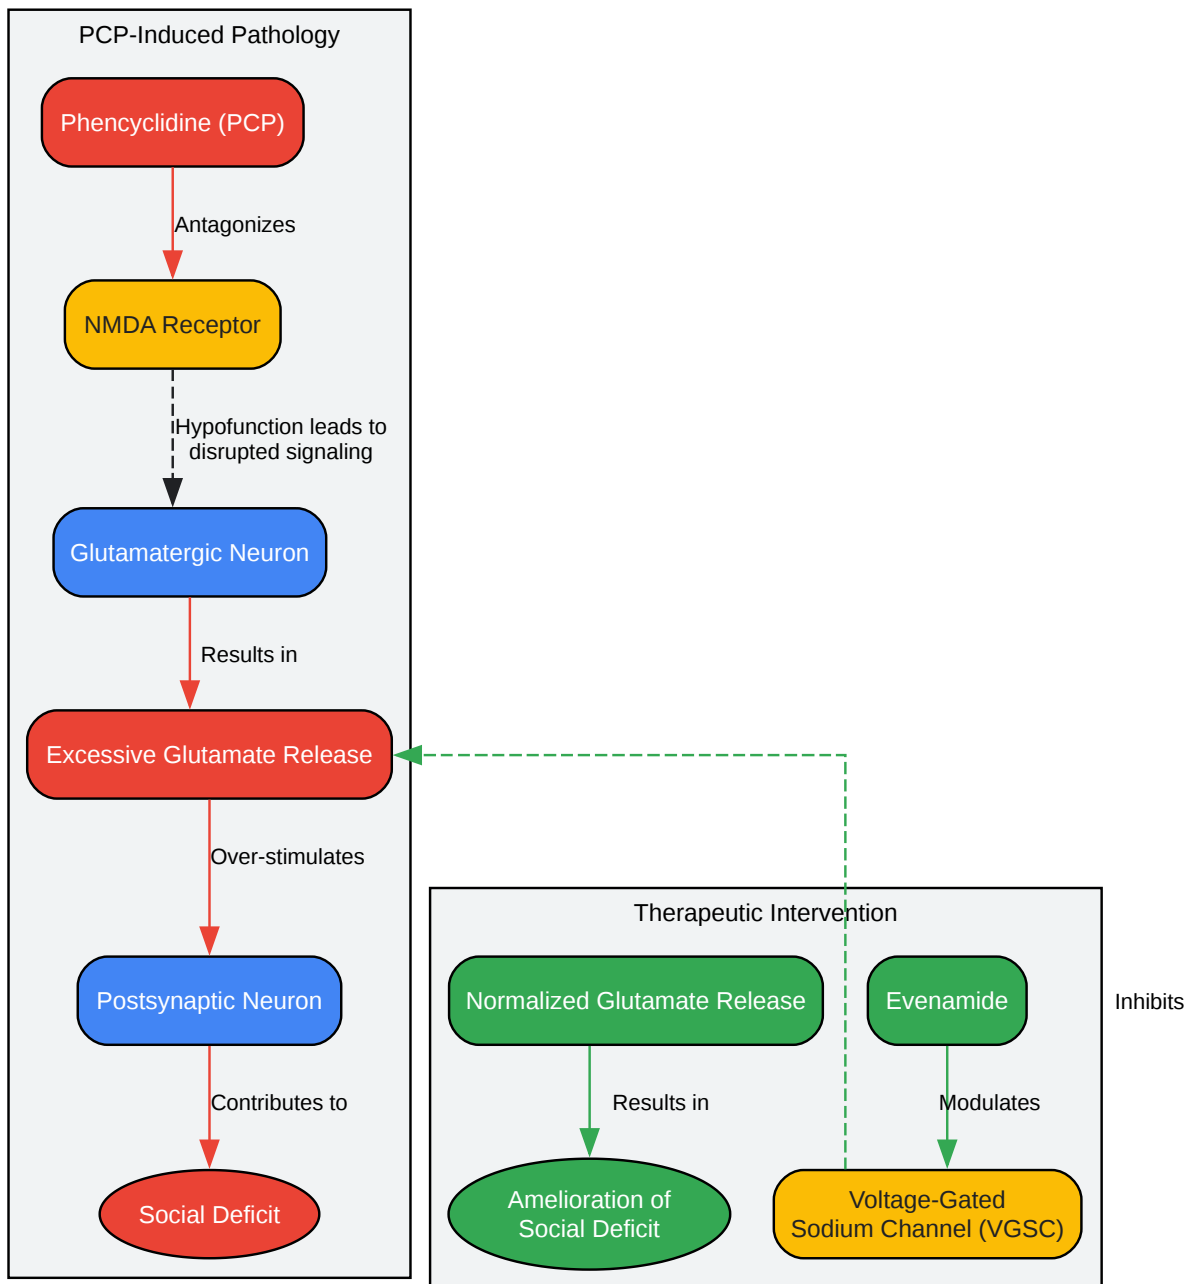 PCP-Induced Pathology
Phencyclidine (PCP)
Antagonizes
NMDA Receptor
Hypofunction leads to
disrupted signaling
Glutamatergic Neuron
Results in
Excessive Glutamate Release
Over-stimulates
Postsynaptic Neuron
Contributes to
Social Deficit
Therapeutic Intervention
Normalized Glutamate Release
Evenamide
Inhibits
Results in
Modulates
Amelioration of
Social Deficit
Voltage-Gated
Sodium Channel (VGSC)